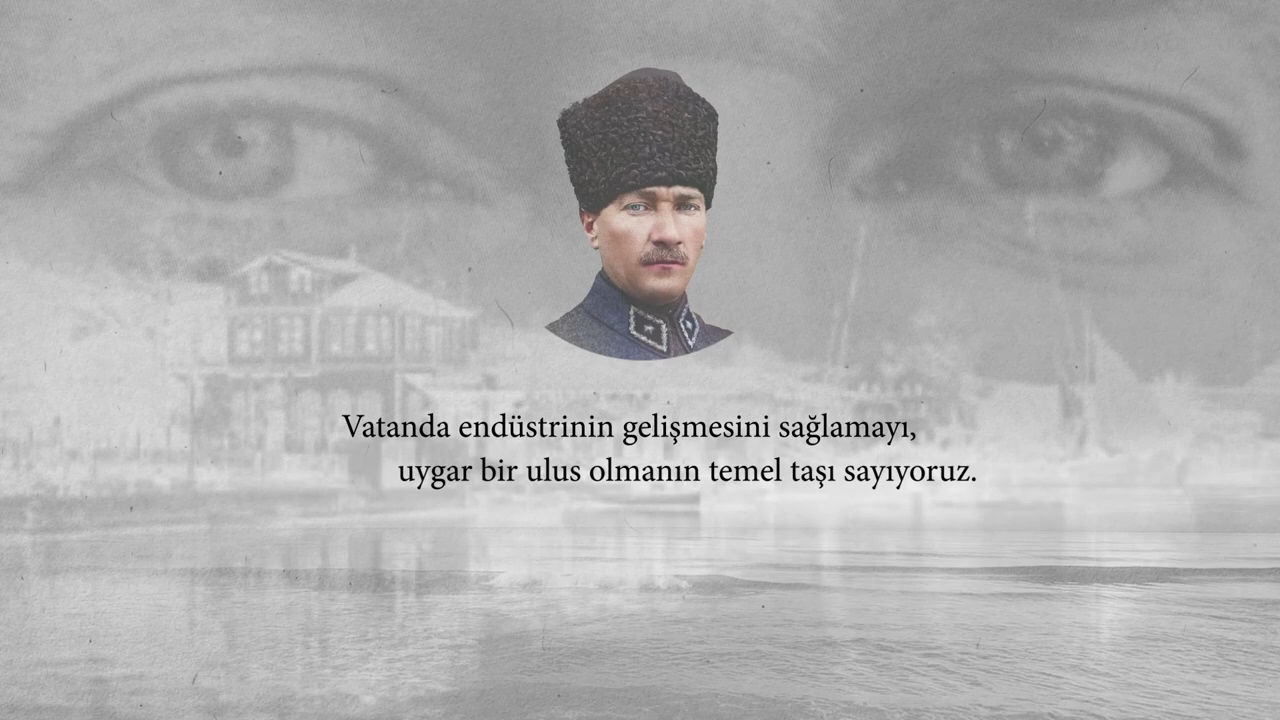 Vatanda endüstrinin gelişmesini sağlamayı,
uygar bir ulus olmanın temel taşı sayıyoruz.